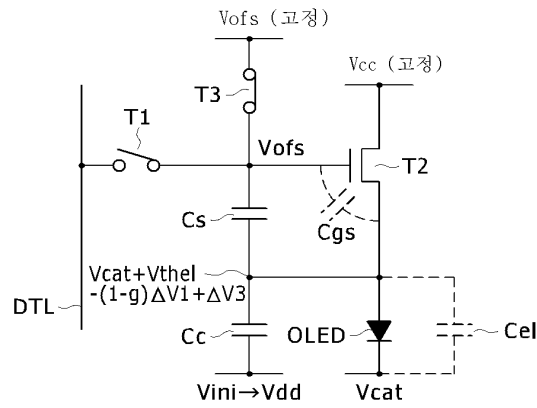 Vofs (고정)
Vcc (고정)
T3
T1
Vofs
T2
Cs
Cgs
Vcat+Vthel
-(1-g)ΔV1+ΔV3
DTL
Cc
OLED
Cel
Vini→Vdd
Vcat